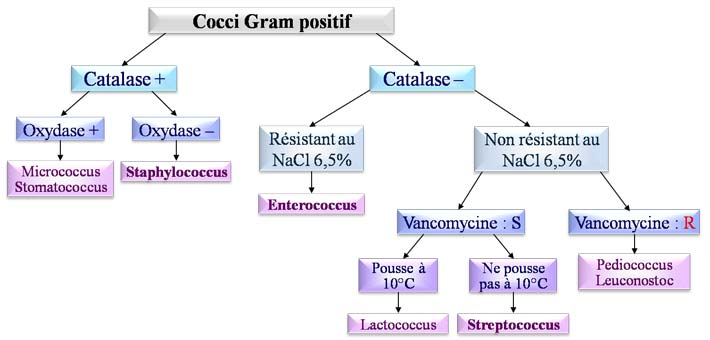 Cocci Gram positif
Catalase +
Catalase –
Oxydase +
Oxydase –
Résistant au
NaCl 6,5%
Non résistant au
NaCl 6,5%
Micrococcus
Stomatococcus
Staphylococcus
Enterococcus
Vancomycine : S
Vancomycine : R
Pousse à
10°C
Ne pousse
pas à 10°C
Pediococcus
Leuconostoc
Lactococcus
Streptococcus